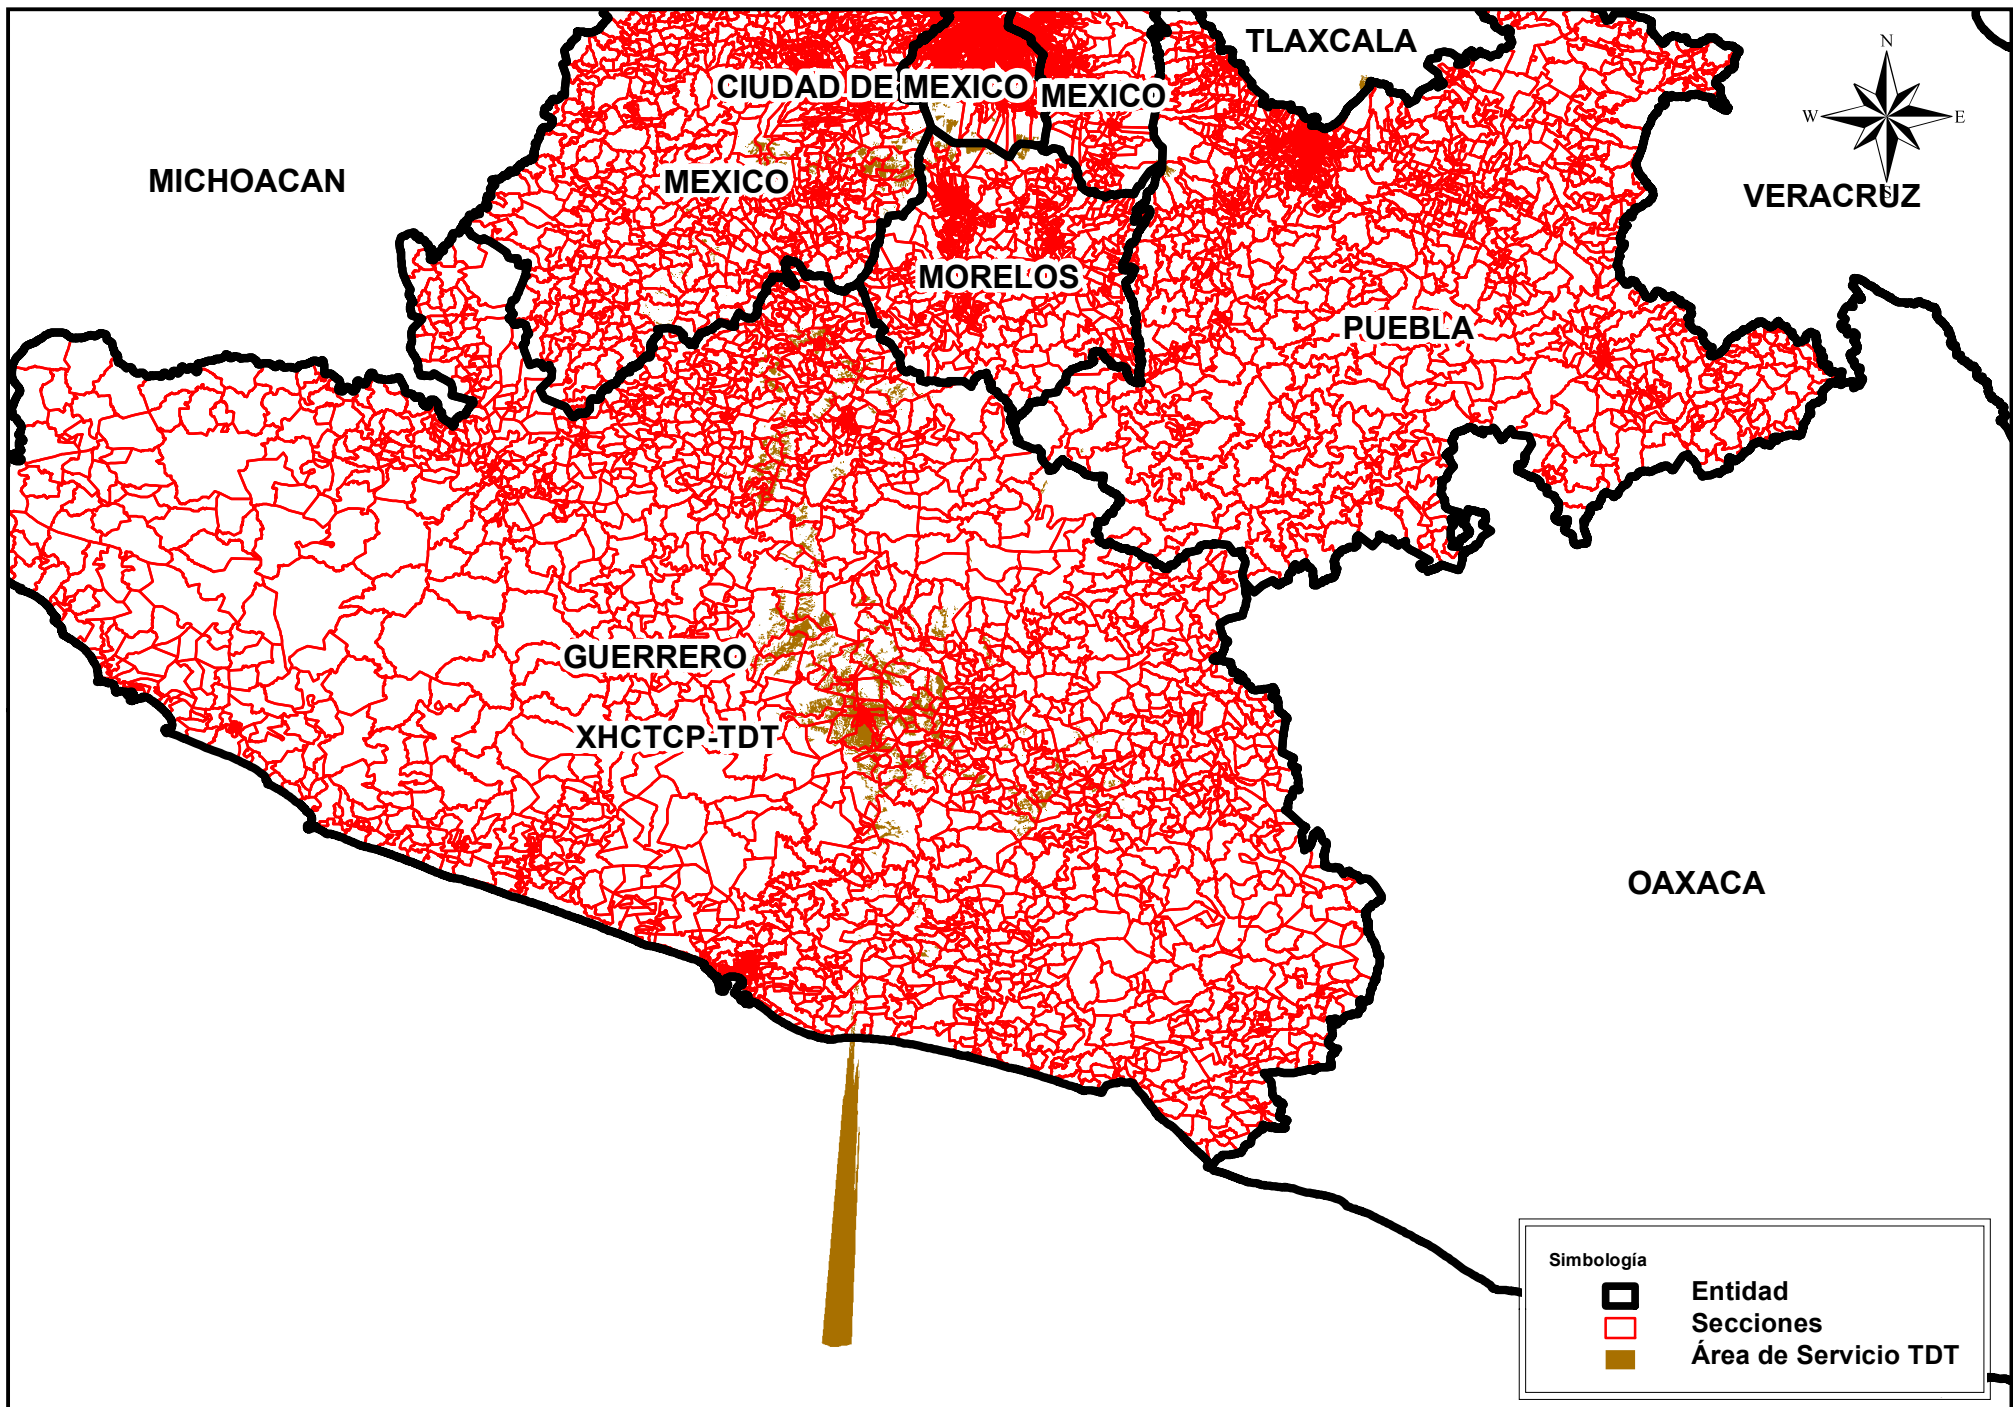 TLAXCALA
N
CIUDAD DE MEXICO
MEXICO
W
E
MICHOACAN
MEXICO
S
VERACRUZ
MORELOS
PUEBLA
GUERRERO
XHCTCP-TDT
OAXACA
Simbología
Entidad
Secciones
Área de Servicio TDT